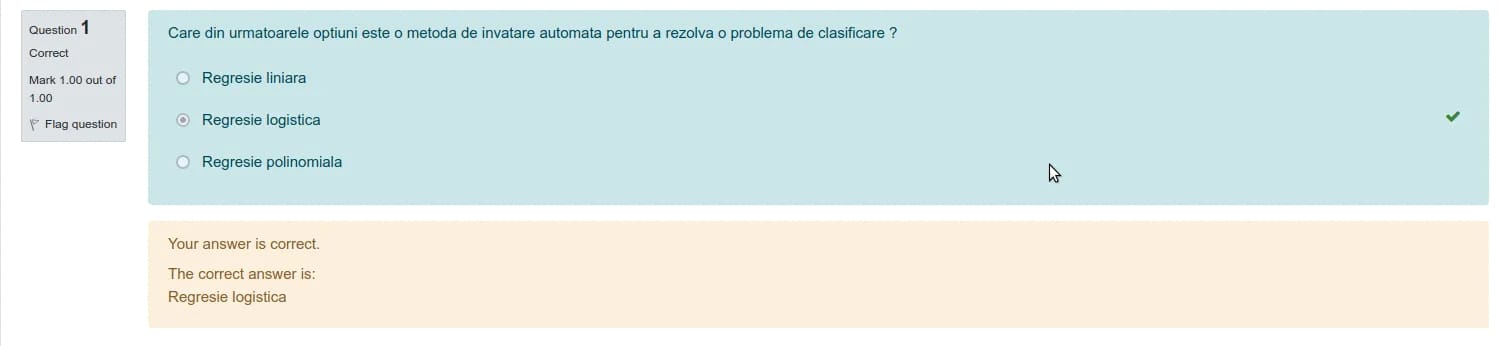 Question 1
Correct
Mark 1.00 out of
1.00
Flag question
Care din urmatoarele optiuni este o metoda de invatare automata pentru a rezolva o problema de clasificare ?
Regresie liniara
Regresie logistica
Regresie polinomiala
Your answer is correct.
The correct answer is:
Regresie logistica